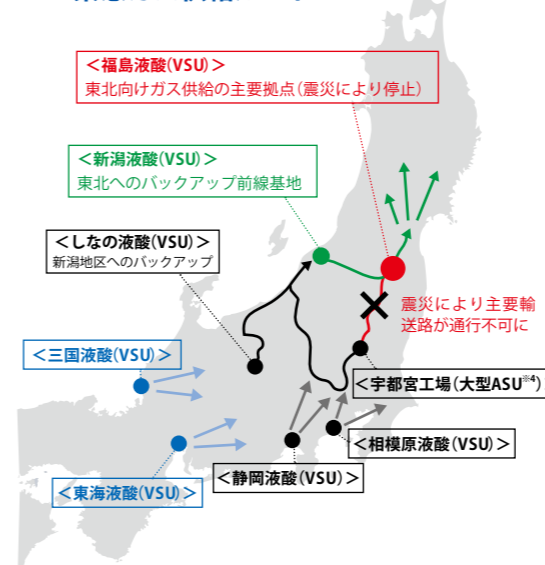 ＜福島液酸(VSU)＞
東北向けガス供給の主要拠点(震災により停止)
＜新潟液酸(VSU)＞
東北へのバックアップ前線基地
＜しなの液酸(VSU)＞
新潟地区へのバックアップ
震災により主要輸
送路が通行不可に
＜三国液酸(VSU)＞
＜宇都宮工場(大型ASU※4)＞
＜相模原液酸(VSU)＞
＜静岡液酸(VSU)＞
＜東海液酸(VSU)＞